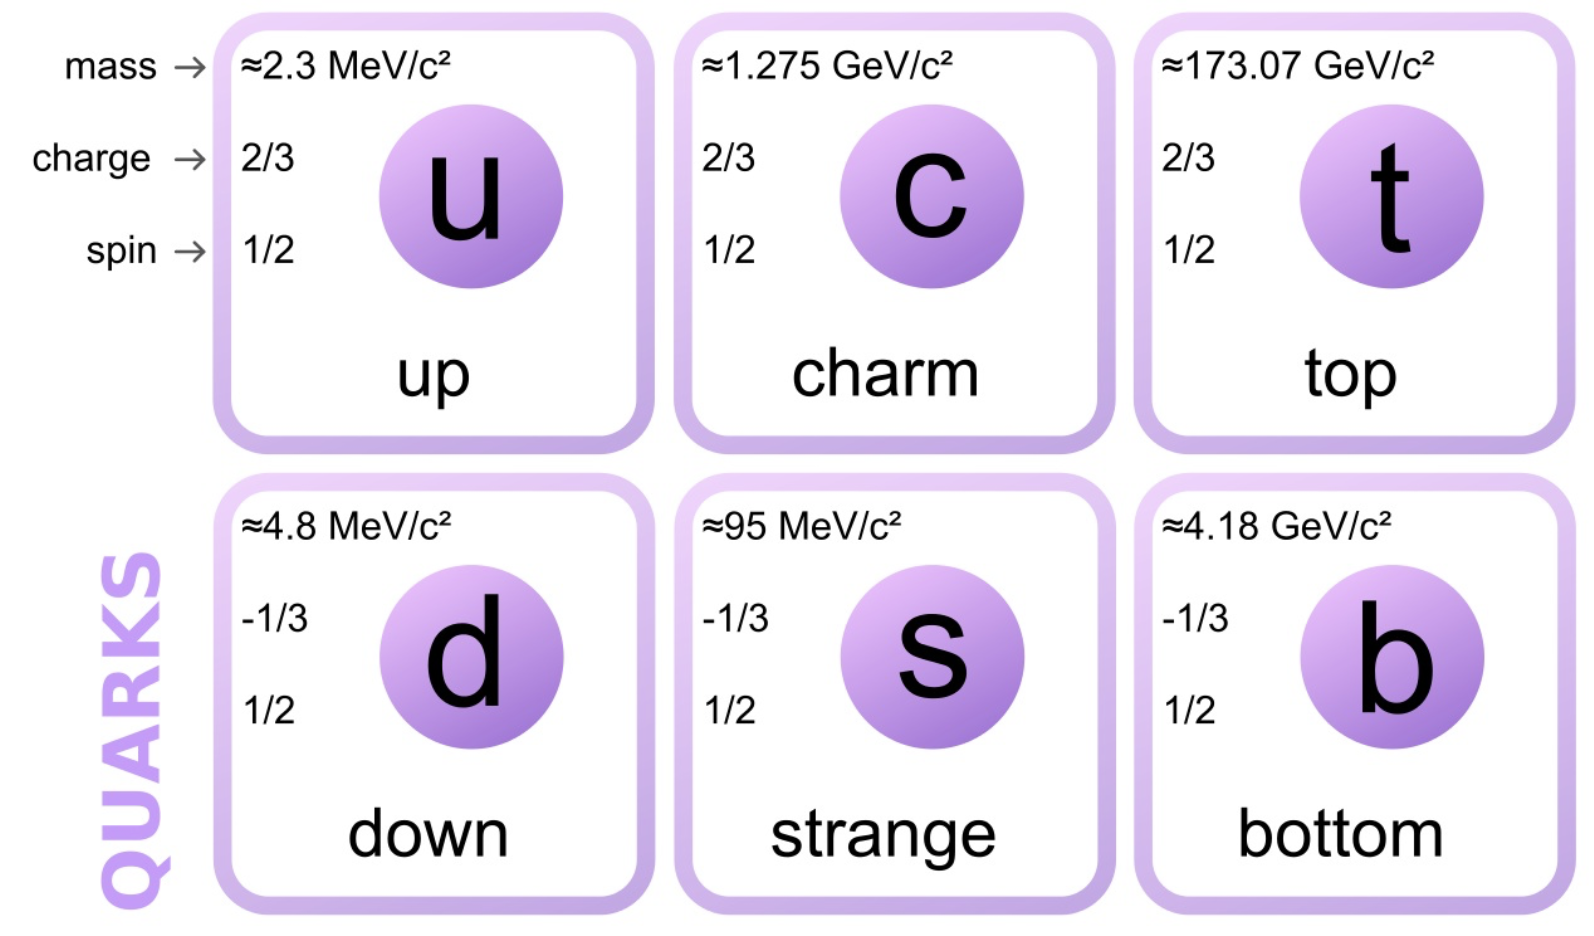 mass → ≈2.3 MeV/c² ≈1.275 GeV/c² ≈173.07 GeV/c²
charge → 2/3 2/3 2/3
u c t
spin → 1/2 1/2 1/2
up charm top
≈4.8 MeV/c² ≈95 MeV/c² ≈4.18 GeV/c²
-1/3 -1/3 -1/3
d s b
1/2 1/2 1/2
down strange bottom
QUARKS